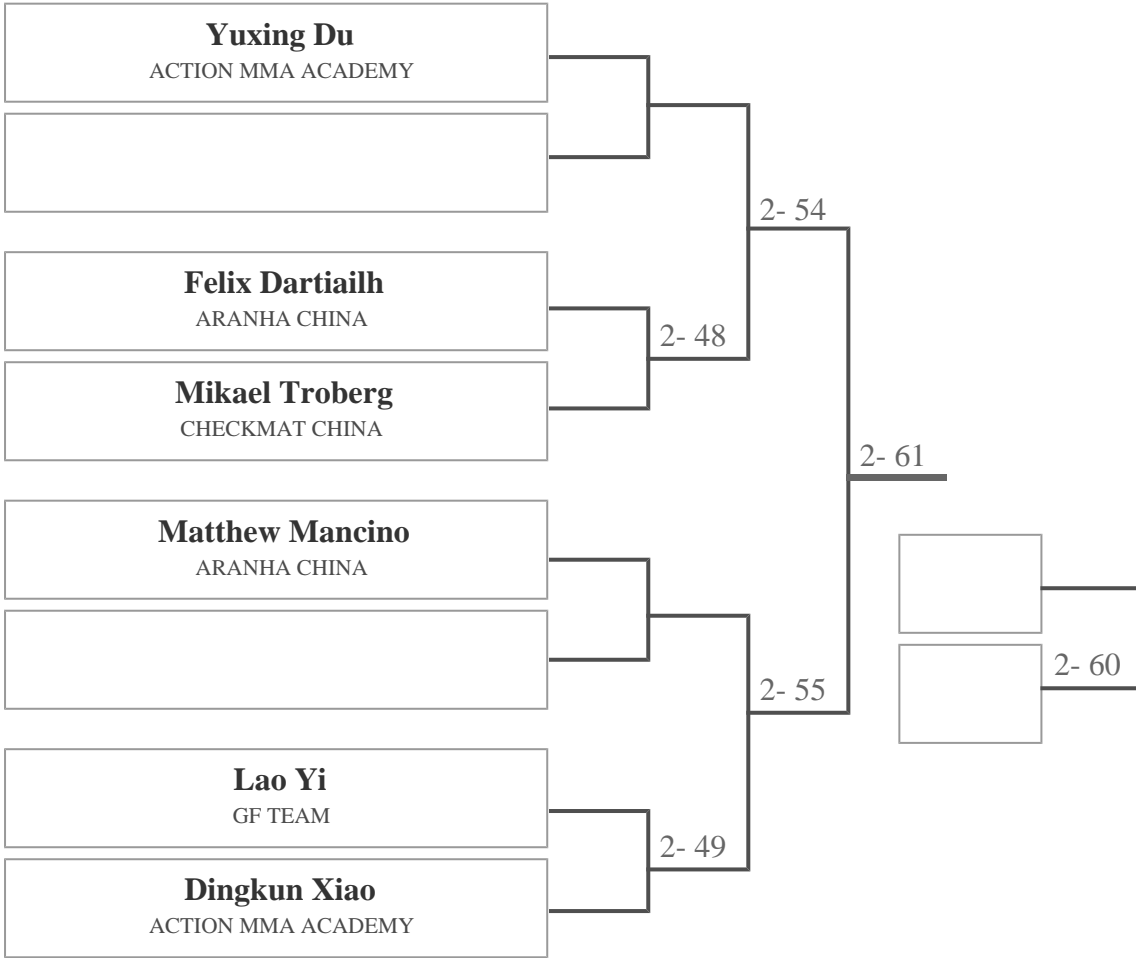 Yuxing Du
ACTION MMA ACADEMY
2- 54
Felix Dartiailh
ARANHA CHINA
2- 48
Mikael Troberg
CHECKMAT CHINA
2- 61
Matthew Mancino
ARANHA CHINA
2- 60
2- 55
Lao Yi
GF TEAM
2- 49
Dingkun Xiao
ACTION MMA ACADEMY